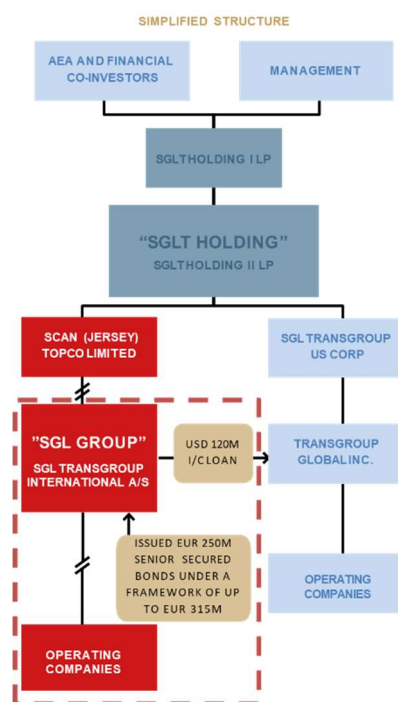 SIMPLIFIED STRUCTURE
AEA AND FINANCIAL
CO-INVESTORS
MANAGEMENT
SGLTHOLDING I LP
"SGLT HOLDING"
SGLTHOLDING II LP
SCAN (JERSEY)
TOPCO LIMITED
SGL TRANSGROUP
US CORP
"SGL GROUP"
SGL TRANSGROUP
INTERNATIONAL A/S
USD 120M
I/C LOAN
TRANSGROUP
GLOBAL INC.
ISSUED EUR 250M
SENIOR SECURED
BONDS UNDER A
FRAMEWORK OF UP
TO EUR 315M
OPERATING
COMPANIES
OPERATING
COMPANIES